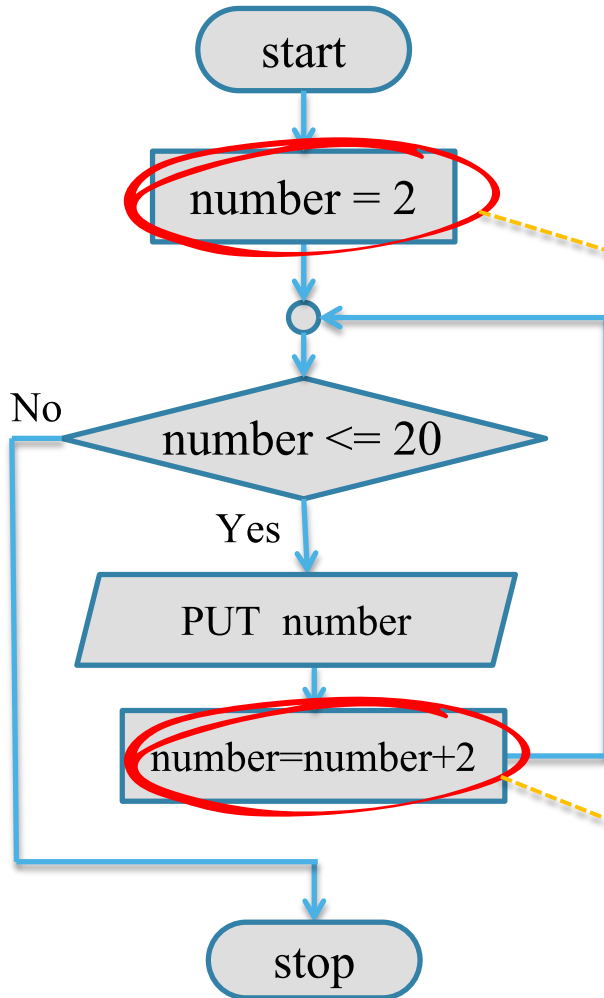 start
number = 2
No
number <= 20
Yes
PUT number
number=number+2
stop